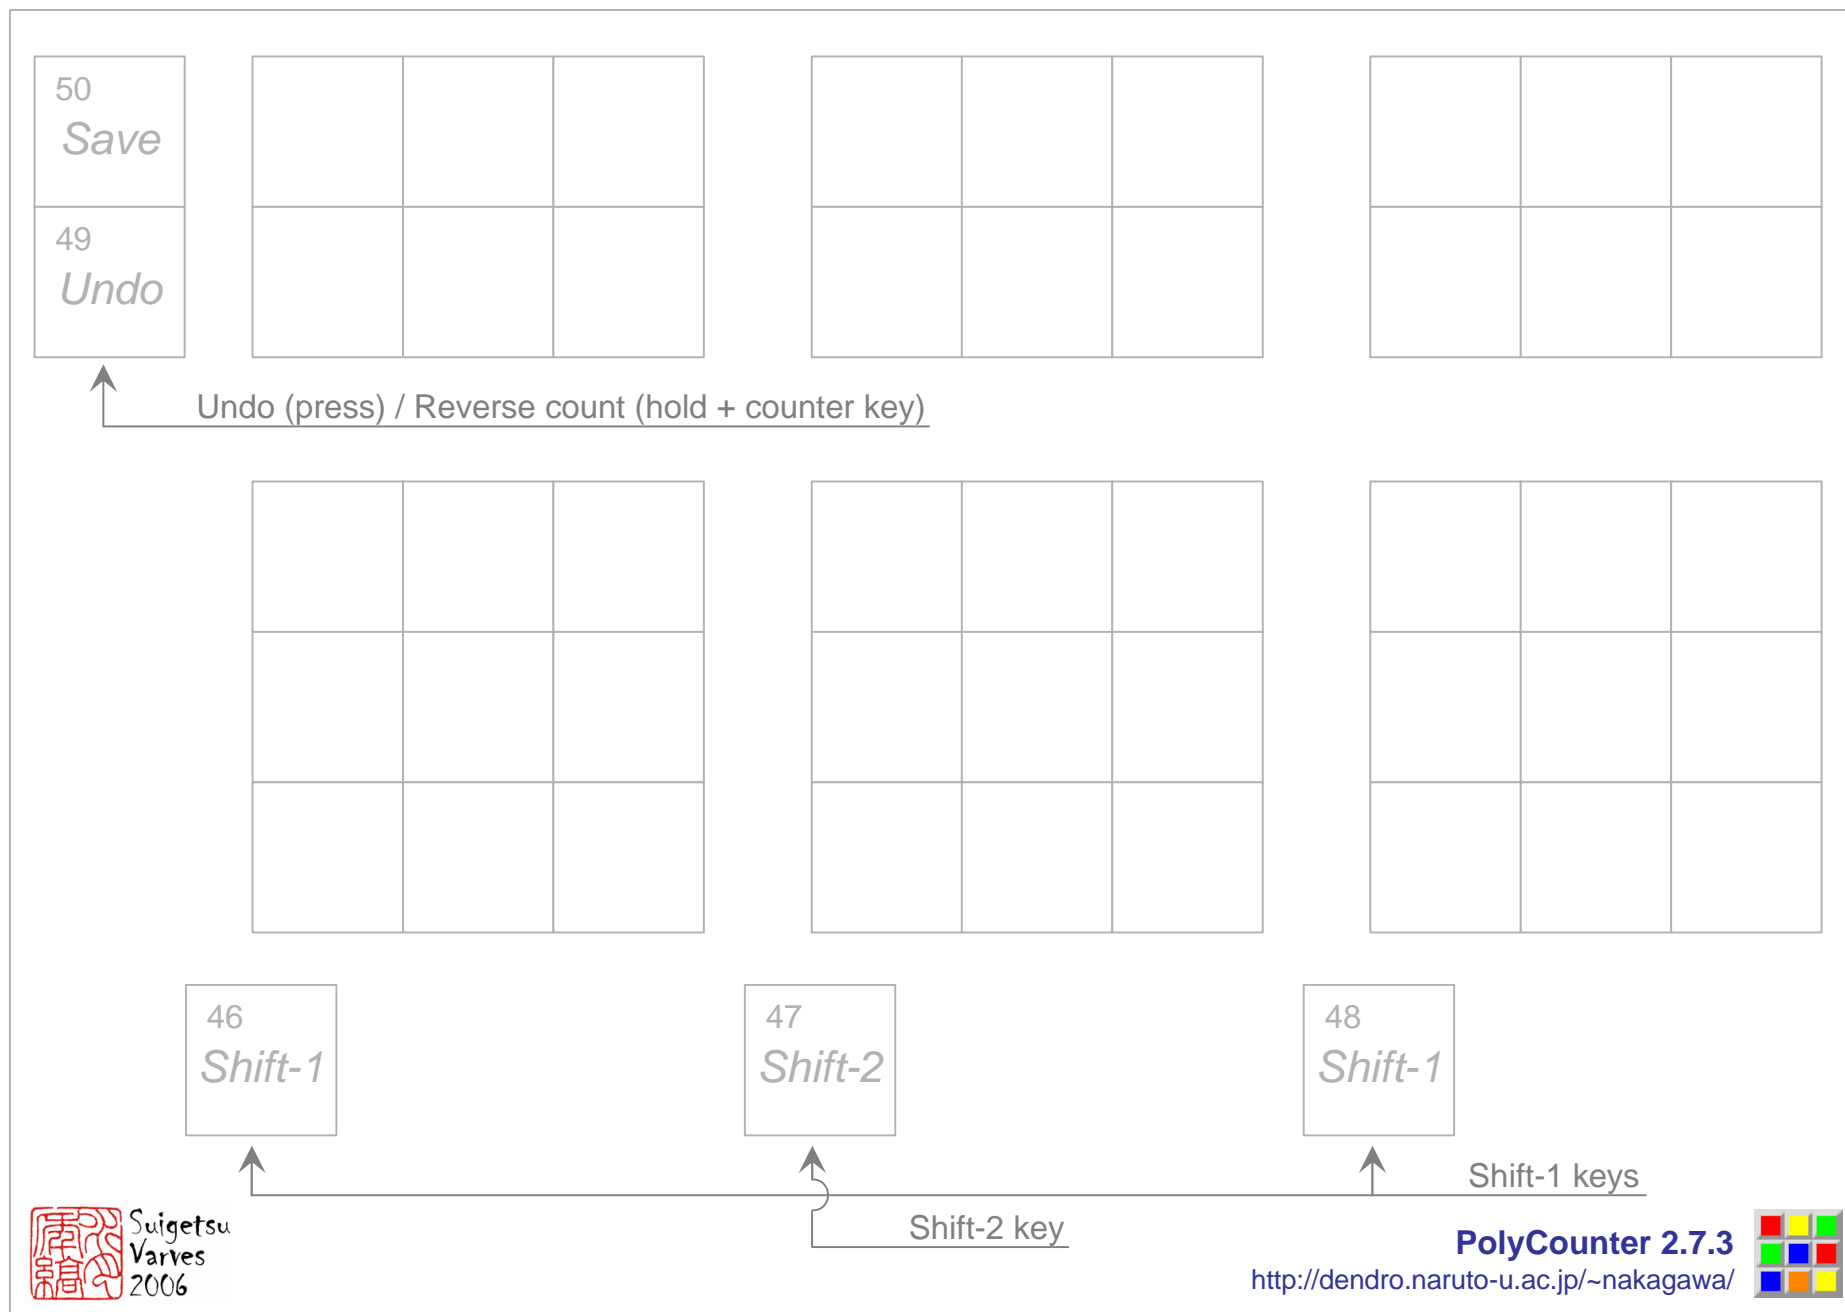 50
Save
49
Undo
Undo (press) / Reverse count (hold + counter key)
46
Shift-1
47
Shift-2
48
Shift-1
Shift-1 keys
Shift-2 key
Suigetsu
Varves
2006
PolyCounter 2.7.3
http://dendro.naruto-u.ac.jp/~nakagawa/